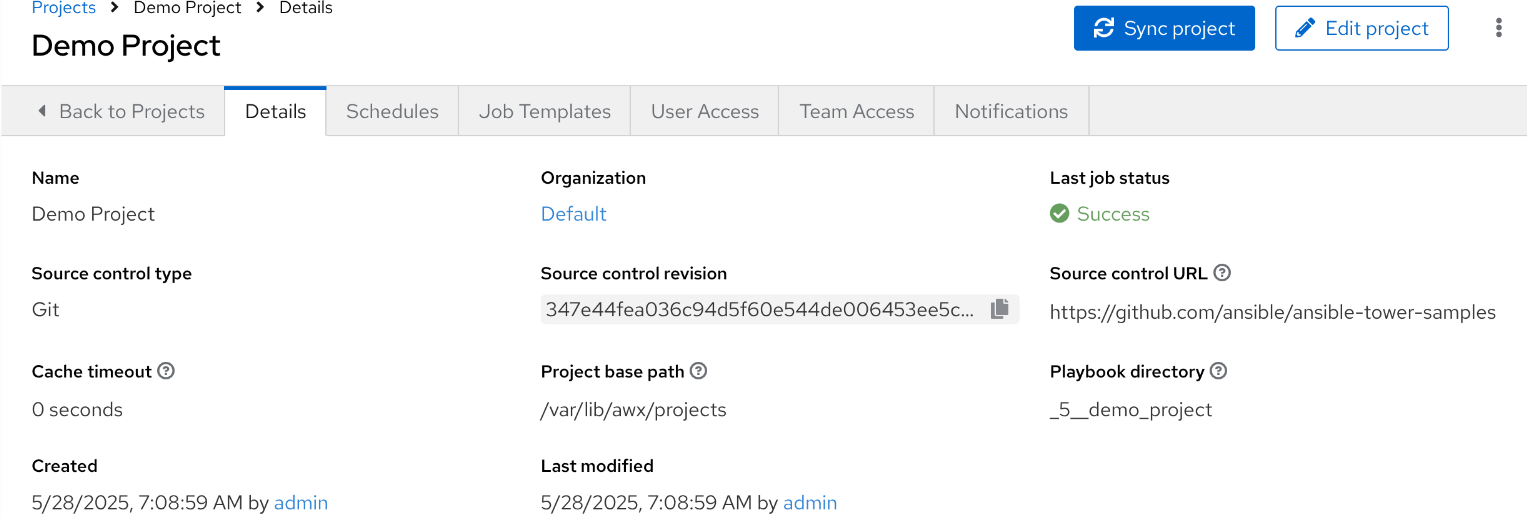 Projects > Demo Project > Details
Demo Project
Sync project
Edit project
Back to Projects
Details
Schedules
Job Templates
User Access
Team Access
Notifications
Name
Demo Project
Organization
Default
Last job status
Success
Source control type
Git
Source control revision
347e44fea036c94d5f60e544de006453ee5c...
Source control URL
https://github.com/ansible/ansible-tower-samples
Cache timeout
0 seconds
Project base path
/var/lib/awx/projects
Playbook directory
_5__demo_project
Created
5/28/2025, 7:08:59 AM by admin
Last modified
5/28/2025, 7:08:59 AM by admin